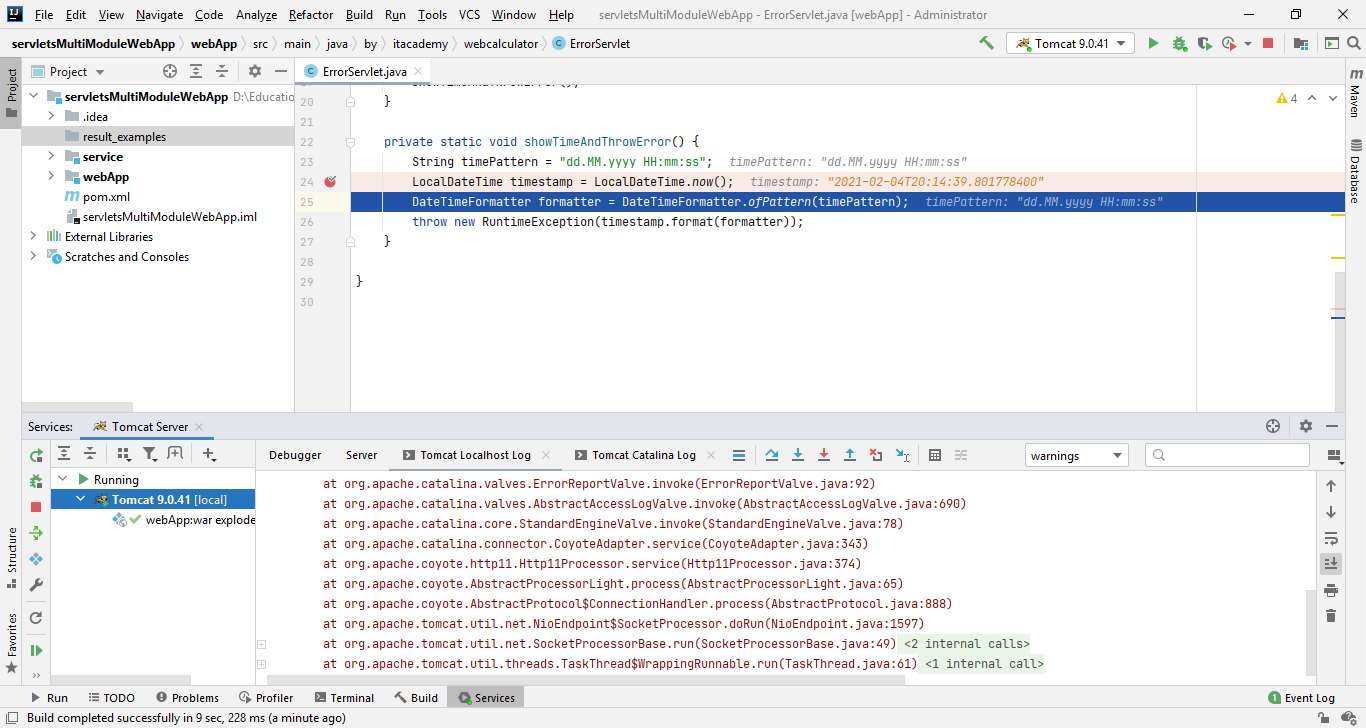 File Edit View Navigate Code Analyze Refactor Build Run Tools VCS Window Help servletsMultiModuleWebApp - ErrorServlet.java [webApp] - Administrator
servletsMultiModuleWebApp webApp src main java by itacademy webcalculator C ErrorServlet Tomcat 9.0.41
Project
Project
C ErrorServlet.java
servletsMultiModuleWebApp D:\Educatio
.idea
result_examples
service
webApp
pom.xml
servletsMultiModuleWebApp.iml
External Libraries
Scratches and Consoles
4
20 }
21
22 private static void showTimeAndThrowError() {
23 String timePattern = "dd.MM.yyyy HH:mm:ss"; timePattern: "dd.MM.yyyy HH:mm:ss"
24 LocalDateTime timestamp = LocalDateTime.now(); timestamp: "2021-02-04T20:14:39.801778400"
25 DateTimeFormatter formatter = DateTimeFormatter.ofPattern(timePattern); timePattern: "dd.MM.yyyy HH:mm:ss"
26 throw new RuntimeException(timestamp.format(formatter));
27 }
28
29 }
30
Maven
Database
Structure
Favorites
Services: Tomcat Server
Debugger Server Tomcat Localhost Log Tomcat Catalina Log warnings
Running
Tomcat 9.0.41 [local]
webApp:war explode
at org.apache.catalina.valves.ErrorReportValve.invoke(ErrorReportValve.java:92)
at org.apache.catalina.valves.AbstractAccessLogValve.invoke(AbstractAccessLogValve.java:690)
at org.apache.catalina.core.StandardEngineValve.invoke(StandardEngineValve.java:78)
at org.apache.catalina.connector.CoyoteAdapter.service(CoyoteAdapter.java:343)
at org.apache.coyote.http11.Http11Processor.service(Http11Processor.java:374)
at org.apache.coyote.AbstractProcessorLight.process(AbstractProcessorLight.java:65)
at org.apache.coyote.AbstractProtocol$ConnectionHandler.process(AbstractProtocol.java:888)
at org.apache.tomcat.util.net.NioEndpoint$SocketProcessor.doRun(NioEndpoint.java:1597)
at org.apache.tomcat.util.net.SocketProcessorBase.run(SocketProcessorBase.java:49) <2 internal calls>
at org.apache.tomcat.util.threads.TaskThread$WrappingRunnable.run(TaskThread.java:61) <1 internal call>
Run TODO Problems Profiler Terminal Build Services 1 Event Log
Build completed successfully in 9 sec, 228 ms (a minute ago)